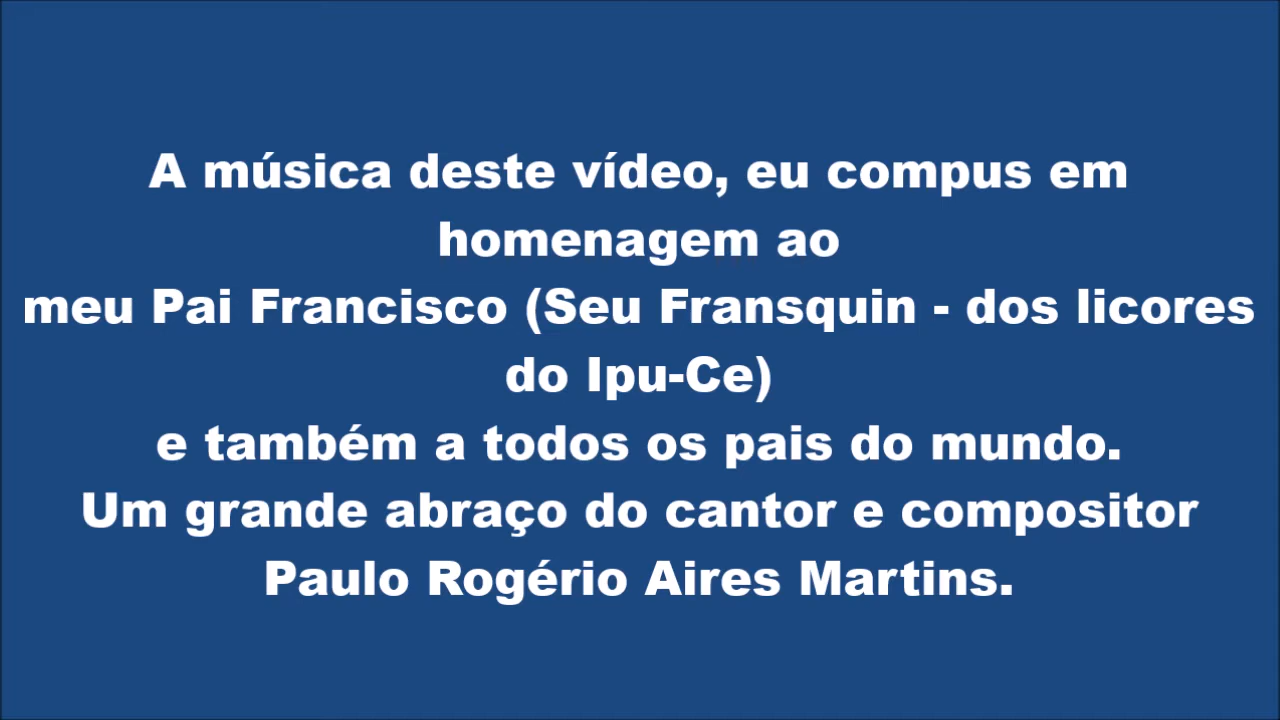 A música deste vídeo, eu compus em
homenagem ao
meu Pai Francisco (Seu Fransquin - dos licores
do Ipu-Ce)
e também a todos os pais do mundo.
Um grande abraço do cantor e compositor
Paulo Rogério Aires Martins.